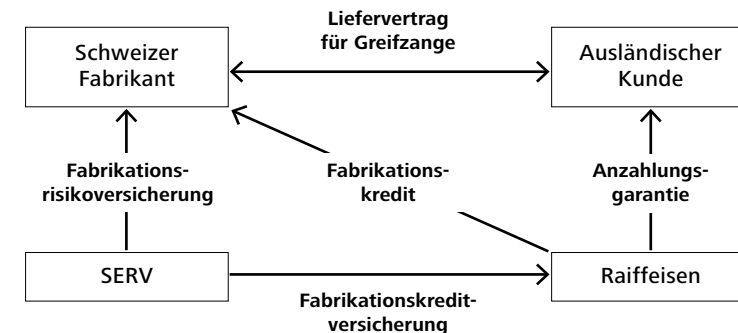 Liefervertrag
für Greifzange
Schweizer
Fabrikant
Ausländischer
Kunde
Fabrikations-
risikoversicherung
Fabrikations-
kredit
Anzahlungs-
garantie
SERV
Raiffeisen
Fabrikationskredit-
versicherung